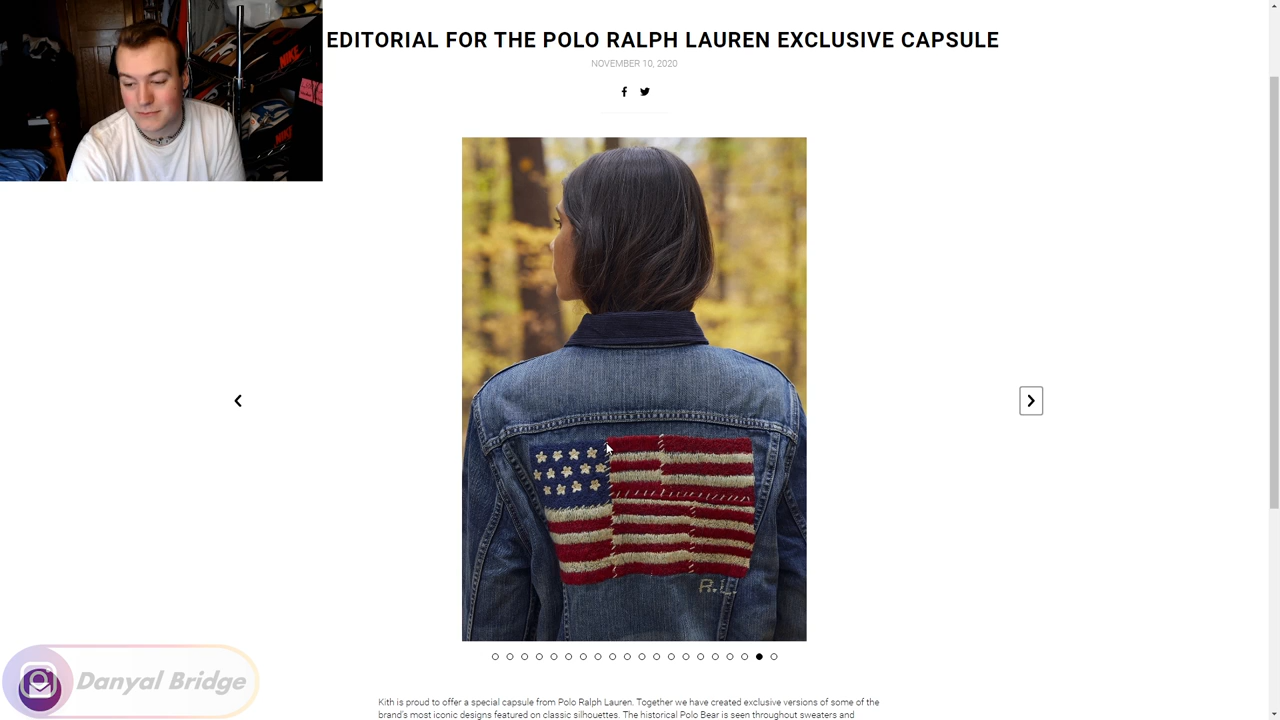 EDITORIAL FOR THE POLO RALPH LAUREN EXCLUSIVE CAPSULE
NOVEMBER 10, 2020
R.L.
Danyal Bridge
Kith is proud to offer a special capsule from Polo Ralph Lauren. Together we have created exclusive versions of some of the
brand's most iconic designs featured on classic silhouettes. The historical Polo Bear is seen throughout sweaters and